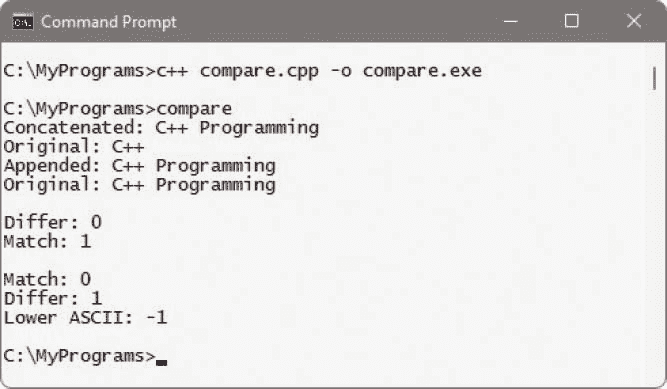 Command Prompt
C:\MyPrograms>c++ compare.cpp -o compare.exe
C:\MyPrograms>compare
Concatenated: C++ Programming
Original: C++
Appended: C++ Programming
Original: C++ Programming
Differ: 0
Match: 1
Match: 0
Differ: 1
Lower ASCII: -1
C:\MyPrograms>_